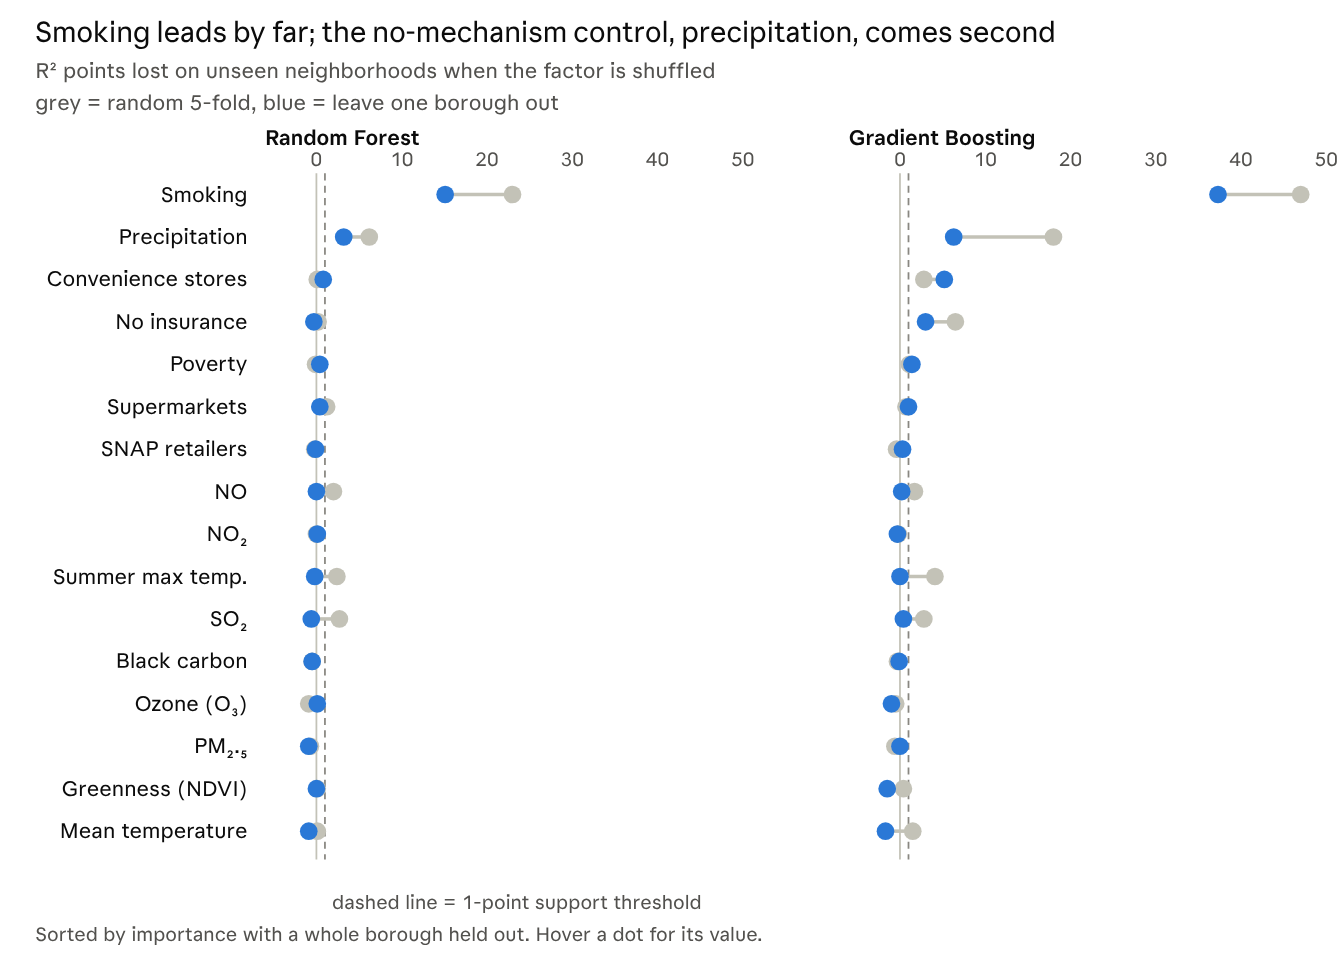 Smoking leads by far; the no-mechanism control, precipitation, comes second
R² points lost on unseen neighborhoods when the factor is shuffled
grey = random 5-fold, blue = leave one borough out
Random Forest
Gradient Boosting
0 10 20 30 40 50
0 10 20 30 40 50
Smoking
Precipitation
Convenience stores
No insurance
Poverty
Supermarkets
SNAP retailers
NO
NO₂
Summer max temp.
SO₂
Black carbon
Ozone (O₃)
PM₂.₅
Greenness (NDVI)
Mean temperature
dashed line = 1-point support threshold
Sorted by importance with a whole borough held out. Hover a dot for its value.